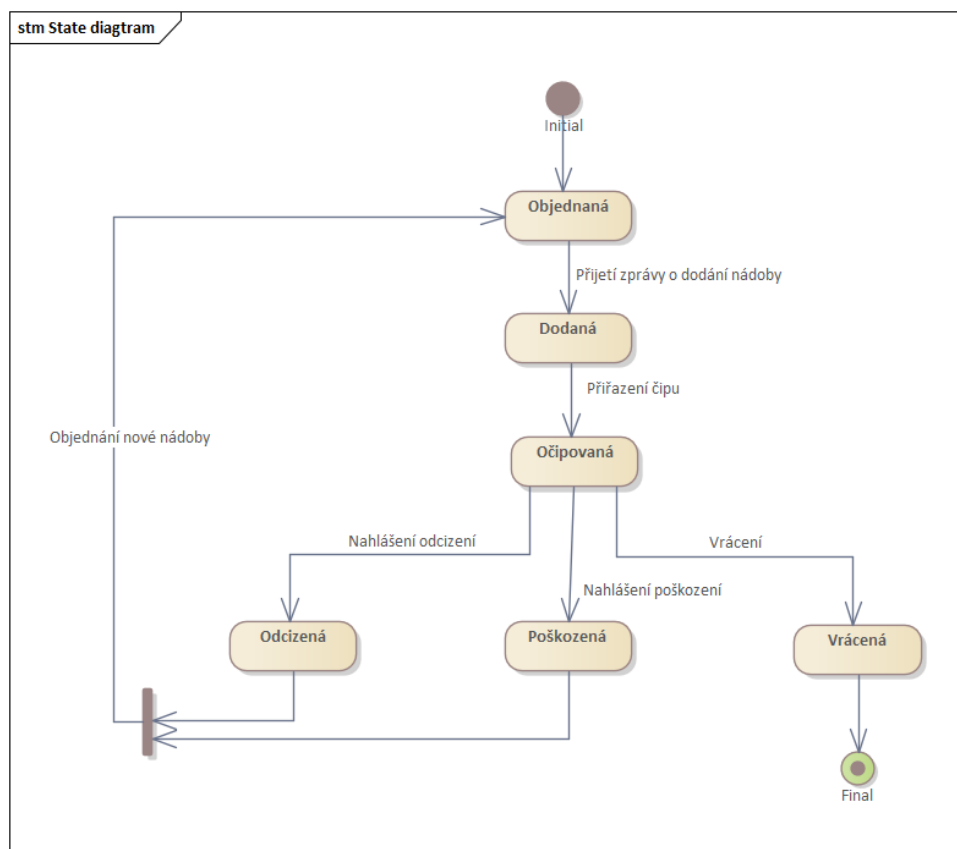 stm State diagtram
Initial
Objednaná
Přijetí zprávy o dodání nádoby
Dodaná
Přiřazení čipu
Objednání nové nádoby
Očipovaná
Nahlášení odcizení
Vrácení
Nahlášení poškození
Odcizená
Poškozená
Vrácená
Final